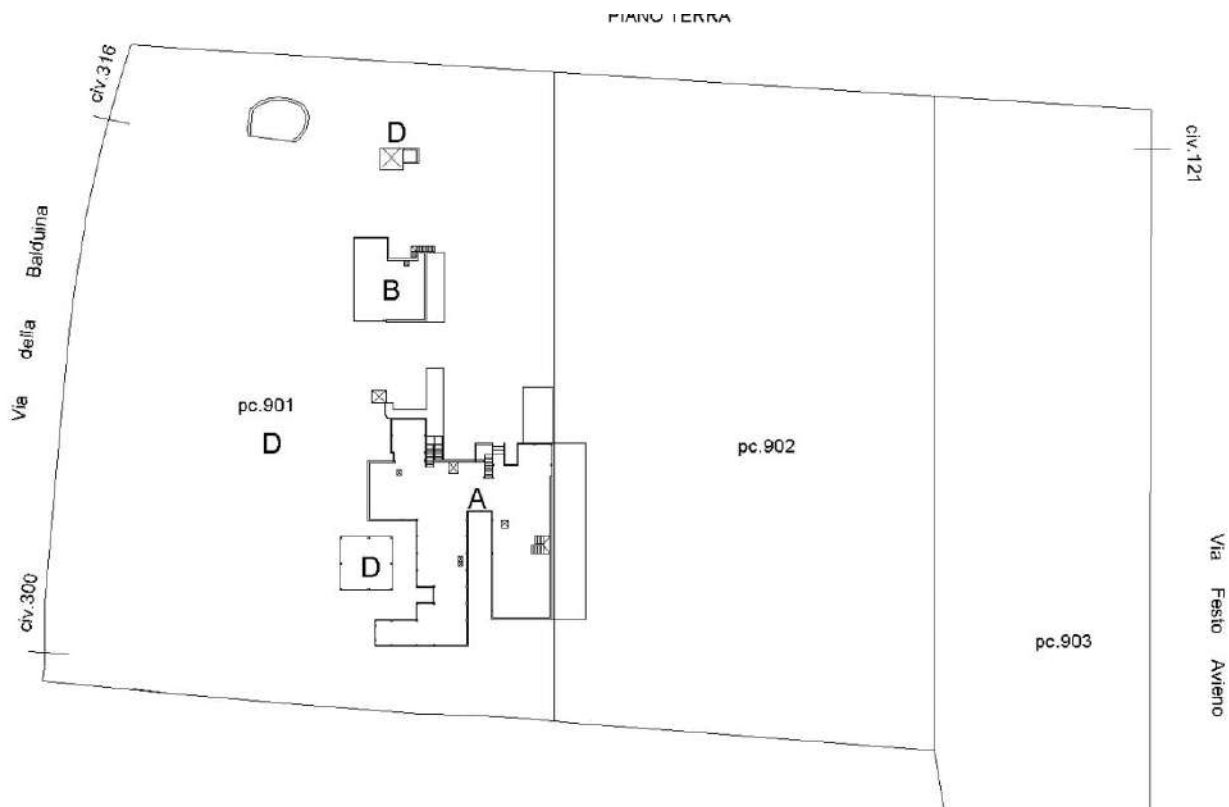 PIANO TERRA
civ.316
D
civ.121
Via della Balduina
B
pc.901
D
pc.902
A
D
civ.300
pc.903
Via Festo Avieno